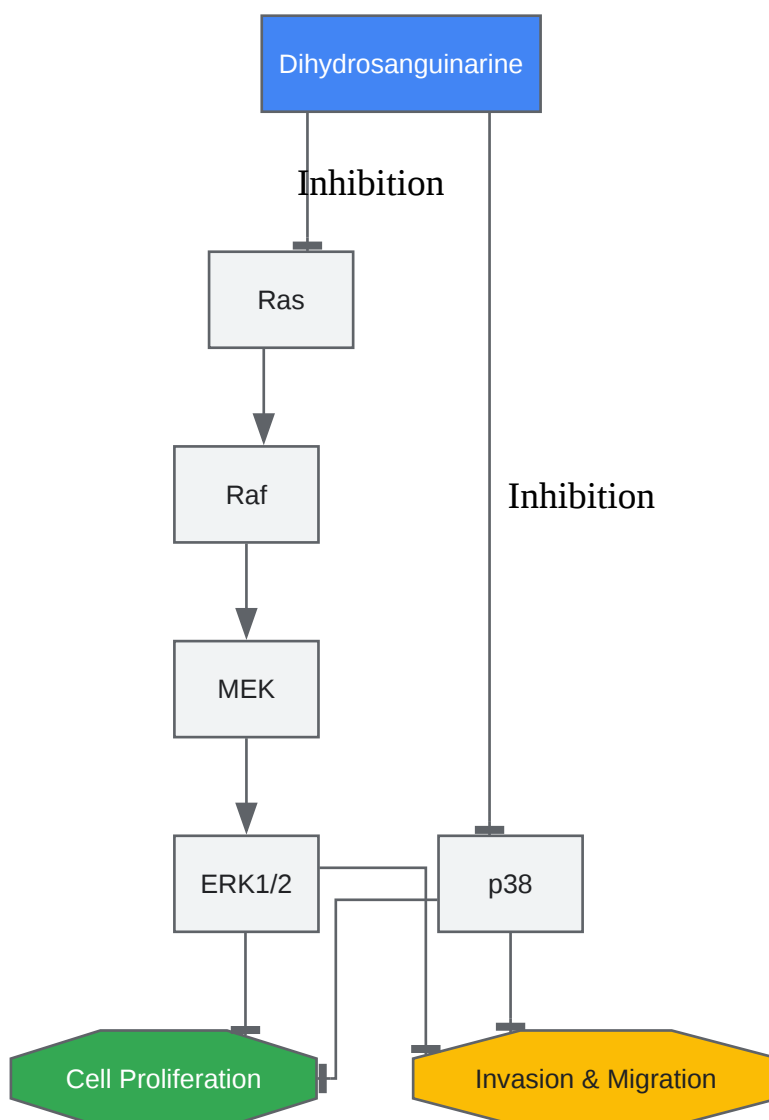 Dihydrosanguinarine
Inhibition
Ras
Raf
Inhibition
MEK
ERK1/2
p38
Cell Proliferation
Invasion & Migration